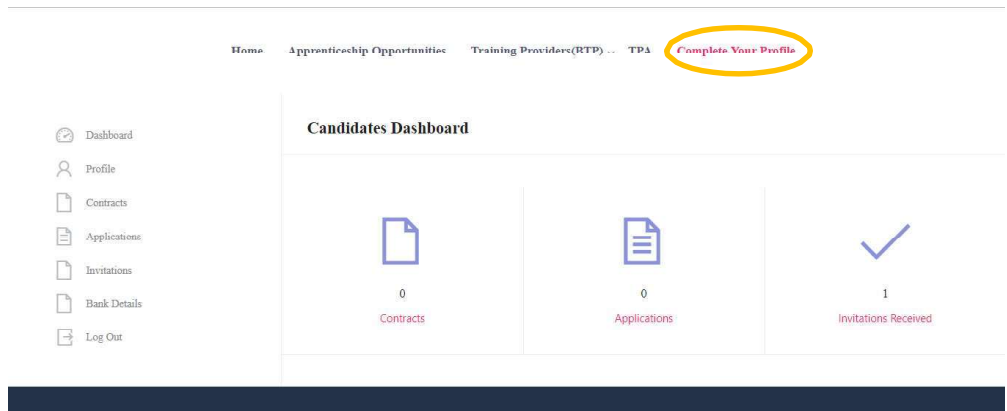 Home Apprenticeship Opportunities Training Providers(BTP) TPA Complete Your Profile
Dashboard
Profile
Contracts
Applications
Invitations
Bank Details
Log Out
Candidates Dashboard
0
Contracts
0
Applications
1
Invitations Received